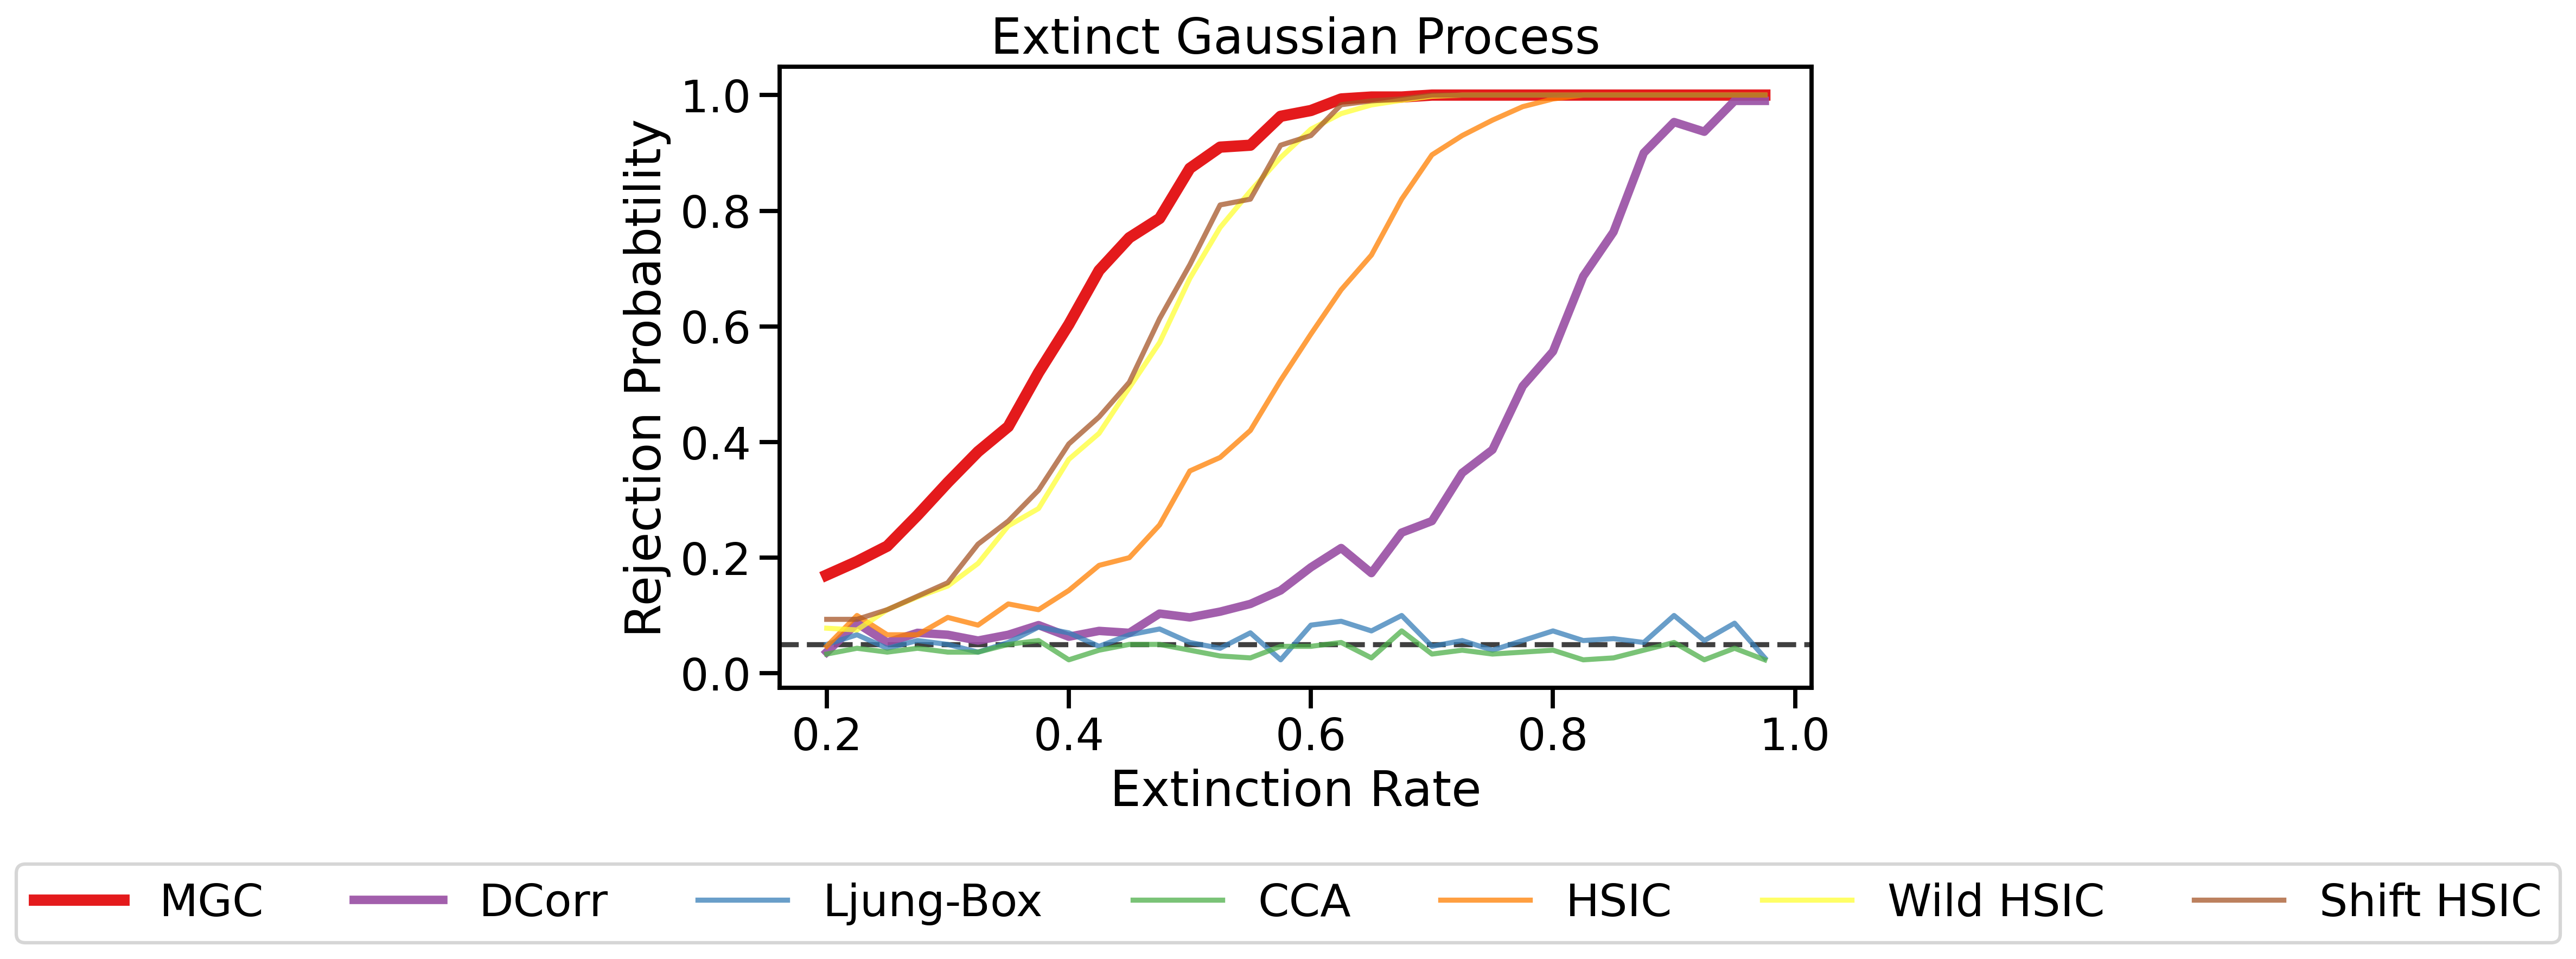 Extinct Gaussian Process
Rejection Probabtility
1.0
0.8
0.6
0.4
0.2
0.0
0.2 0.4 0.6 0.8 1.0
Extinction Rate
MGC DCorr Ljung-Box CCA HSIC Wild HSIC Shift HSIC